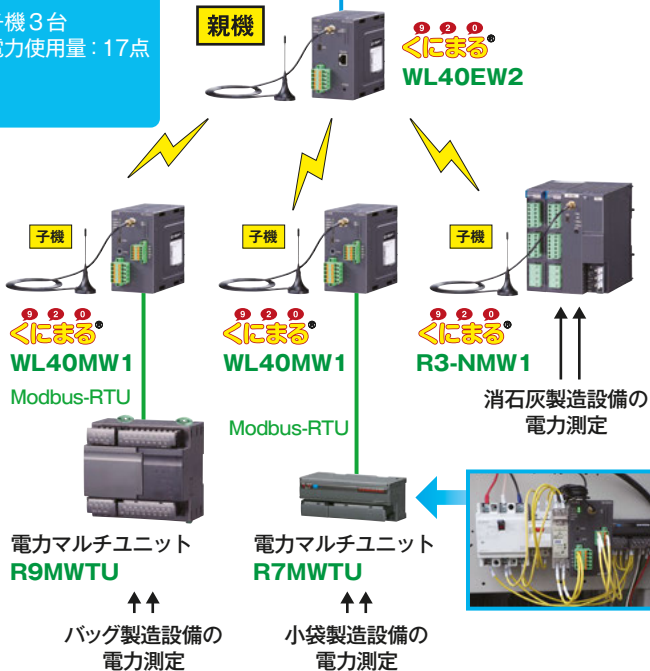 子機3台
電力使用量:17点
親機
920
くにまる®
WL40EW2
子機
子機
子機
920
くにまる®
WL40MW1
920
くにまる®
WL40MW1
920
くにまる®
R3-NMW1
Modbus-RTU
Modbus-RTU
消石灰製造設備の
電力測定
電力マルチユニット
R9MWTU
電力マルチユニット
R7MWTU
バッグ製造設備の
電力測定
小袋製造設備の
電力測定